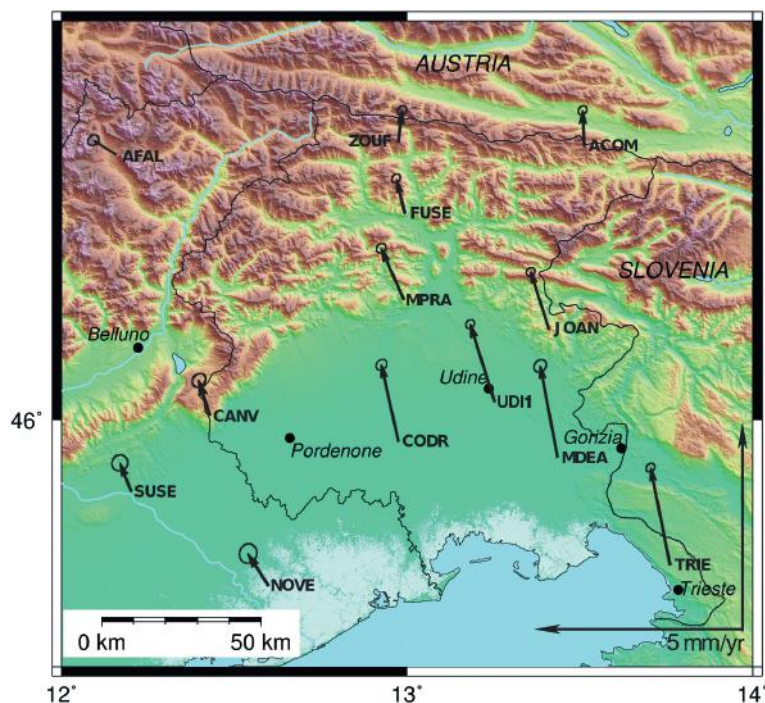 AUSTRIA
ZOUF
ACOM
AFAL
FUSE
SLOVENIA
MPRA
JOAN
Belluno
Udine
UDI1
CANV
46°
Pordenone
CODR
MDEA
Gorizia
SUSE
TRIE
NOVE
Trieste
0 km 50 km
5 mm/yr
12° 13° 14°